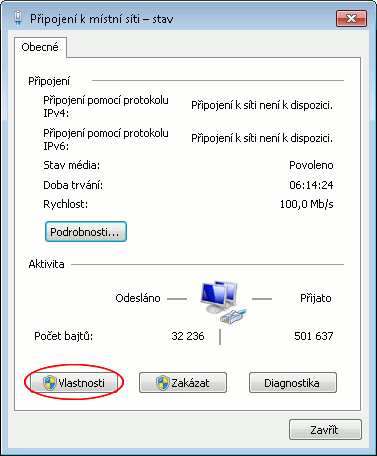 Připojení k místní síti – stav
Obecné
Připojení
Připojení pomocí protokolu IPv4: Připojení k síti není k dispozici.
Připojení pomocí protokolu IPv6: Připojení k síti není k dispozici.
Stav média: Povoleno
Doba trvání: 06:14:24
Rychlost: 100,0 Mb/s
Podrobnosti...
Aktivita
Odesláno — Přijato
Počet bajtů: 32 236 | 501 637
Vlastnosti Zakázat Diagnostika
Zavřít